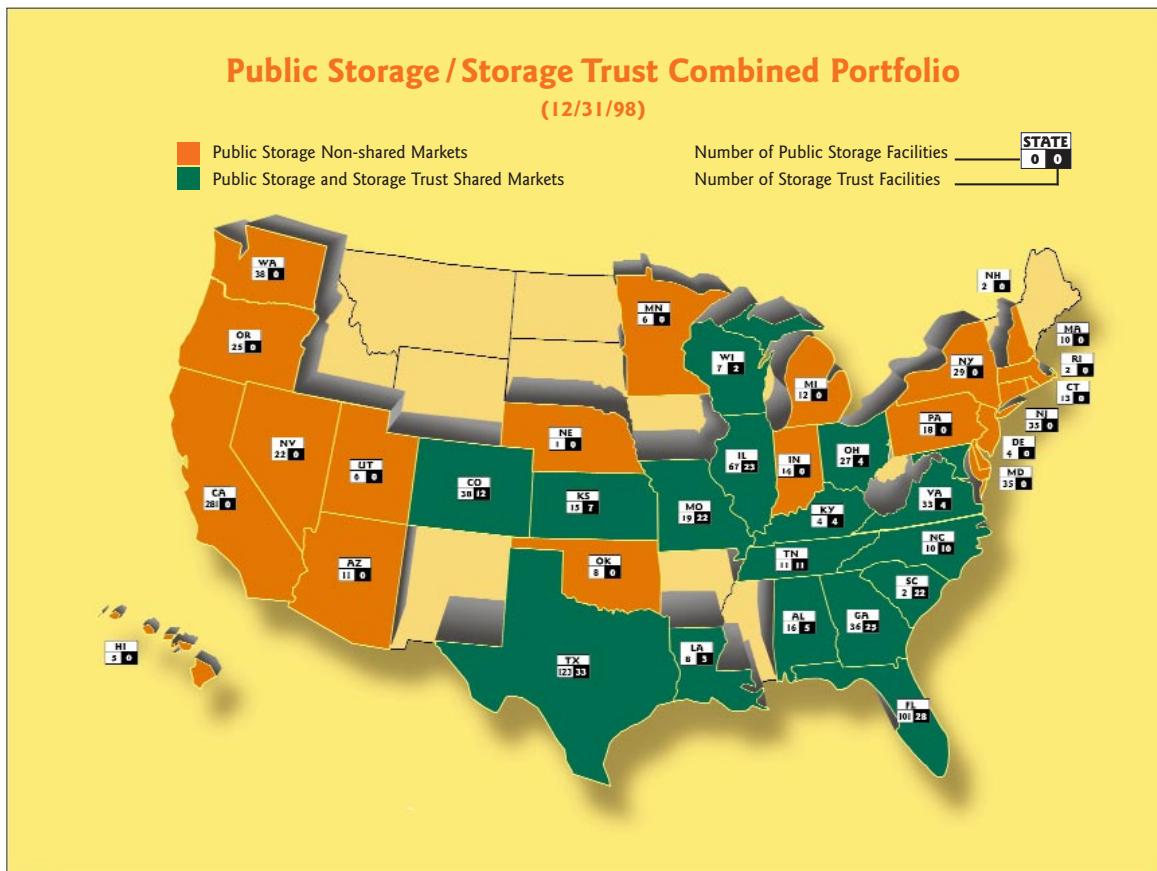 Public Storage / Storage Trust Combined Portfolio
(12/31/98)
Public Storage Non-shared Markets
Public Storage and Storage Trust Shared Markets
Number of Public Storage Facilities
Number of Storage Trust Facilities
STATE
0 0
WA
38 0
OR
25 0
CA
281 0
NV
22 0
UT
6 0
AZ
11 0
HI
5 0
CO
38 12
NE
1 0
KS
15 7
OK
8 0
TX
123 33
MN
6 0
WI
7 2
IL
67 23
MO
19 22
LA
8 3
MI
12 0
IN
14 0
OH
27 4
KY
4 4
TN
11 11
AL
16 5
GA
36 25
FL
101 28
SC
2 22
NC
10 10
VA
33 4
PA
18 0
NY
29 0
NH
2 0
MA
10 0
RI
2 0
CT
13 0
NJ
35 0
DE
4 0
MD
35 0